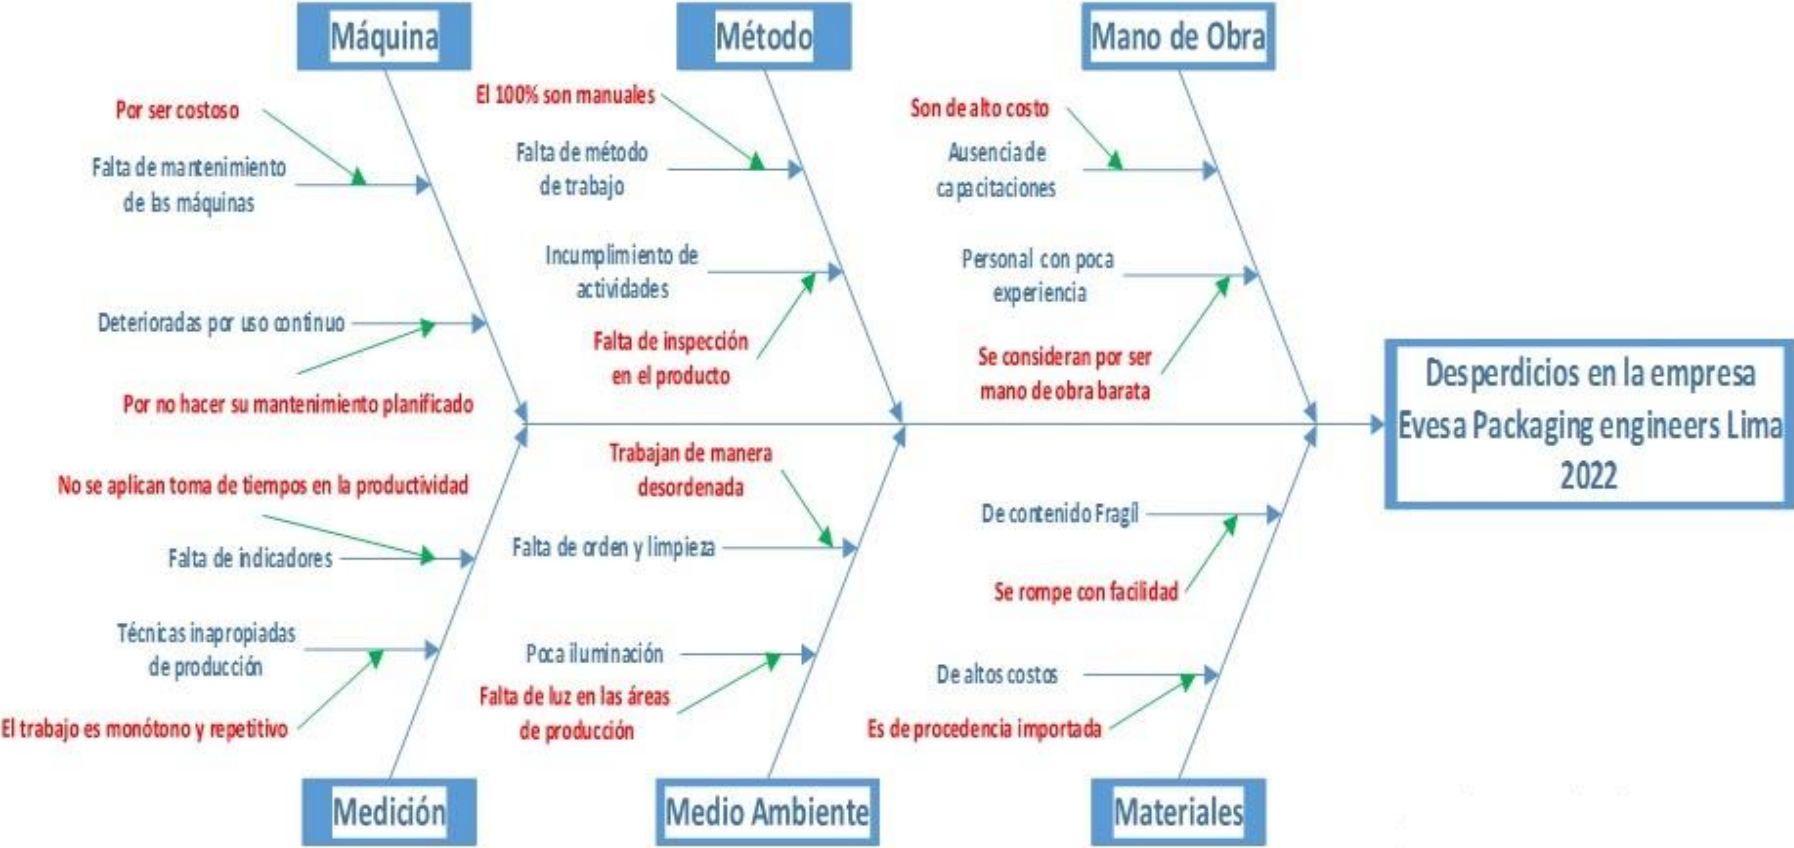 Máquina
Método
Mano de Obra
Por ser costoso
Falta de mantenimiento
de las máquinas
Deterioradas por uso continuo
Por no hacer su mantenimiento planificado
El 100% son manuales
Falta de método
de trabajo
Incumplimiento de
actividades
Falta de inspección
en el producto
Son de alto costo
Ausencia de
capacitaciones
Personal con poca
experiencia
Se consideran por ser
mano de obra barata
Desperdicios en la empresa
Evesa Packaging engineers Lima
2022
No se aplican toma de tiempos en la productividad
Falta de indicadores
Técnicas inapropiadas
de producción
El trabajo es monótono y repetitivo
Trabajan de manera
desordenada
Falta de orden y limpieza
Poca iluminación
Falta de luz en las áreas
de producción
De contenido Fragíl
Se rompe con facilidad
De altos costos
Es de procedencia importada
Medición
Medio Ambiente
Materiales